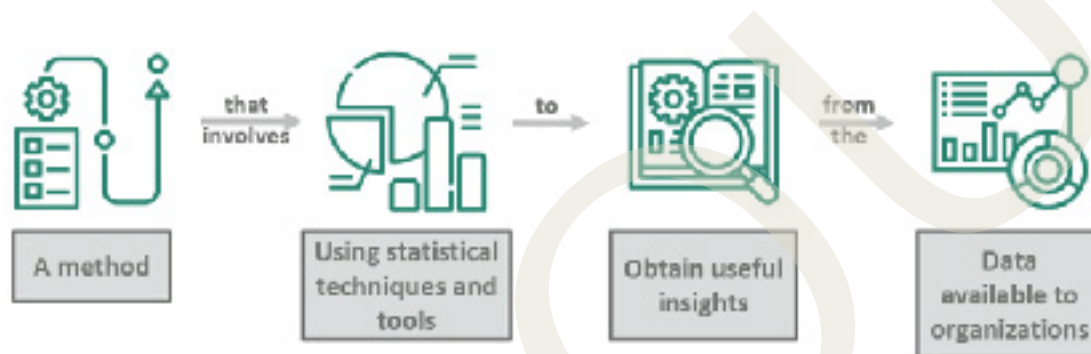 A method
that
involves
Using statistical
techniques and
tools
to
Obtain useful
insights
from
the
Data
available to
organizations